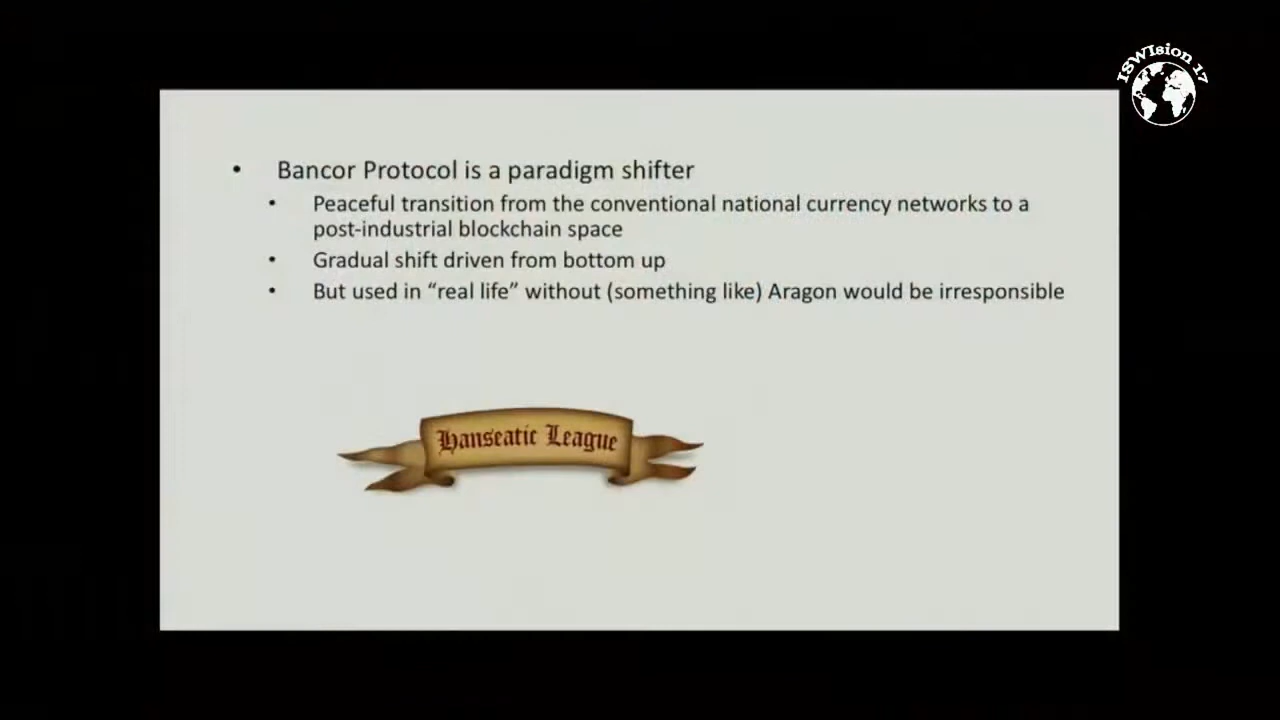 ISWIsion 17
• Bancor Protocol is a paradigm shifter
• Peaceful transition from the conventional national currency networks to a
post-industrial blockchain space
• Gradual shift driven from bottom up
• But used in “real life” without (something like) Aragon would be irresponsible
Hanseatic League